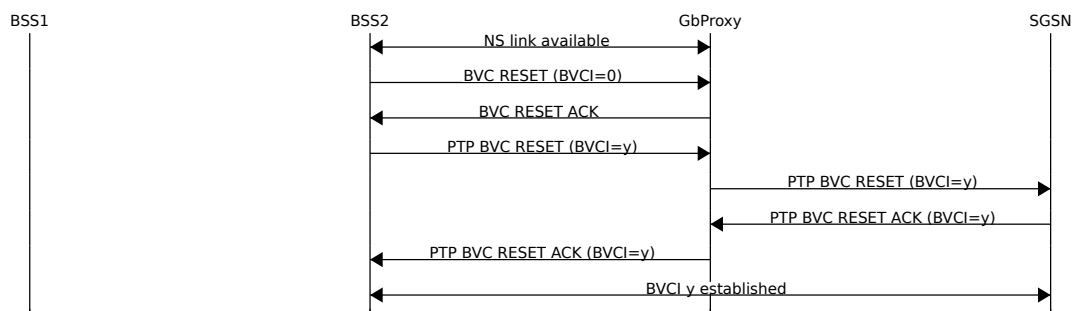 BSS1 BSS2 GbProxy SGSN
NS link available
BVC RESET (BVCI=0)
BVC RESET ACK
PTP BVC RESET (BVCI=y)
PTP BVC RESET (BVCI=y)
PTP BVC RESET ACK (BVCI=y)
PTP BVC RESET ACK (BVCI=y)
BVCI y established